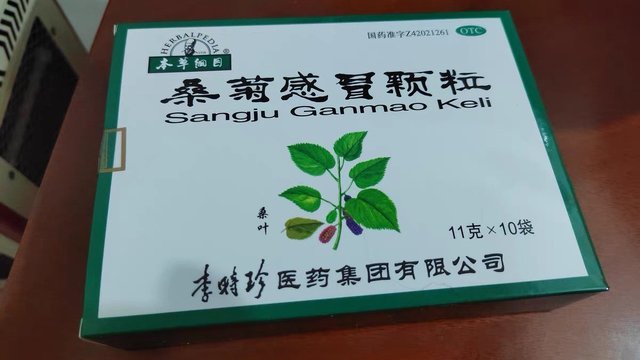 国药准字Z42021261 OTC
HERBALPEDIA ®
本草纲目
桑菊感冒颗粒
Sangju Ganmao Keli
桑叶
11克×10袋
李时珍医药集团有限公司